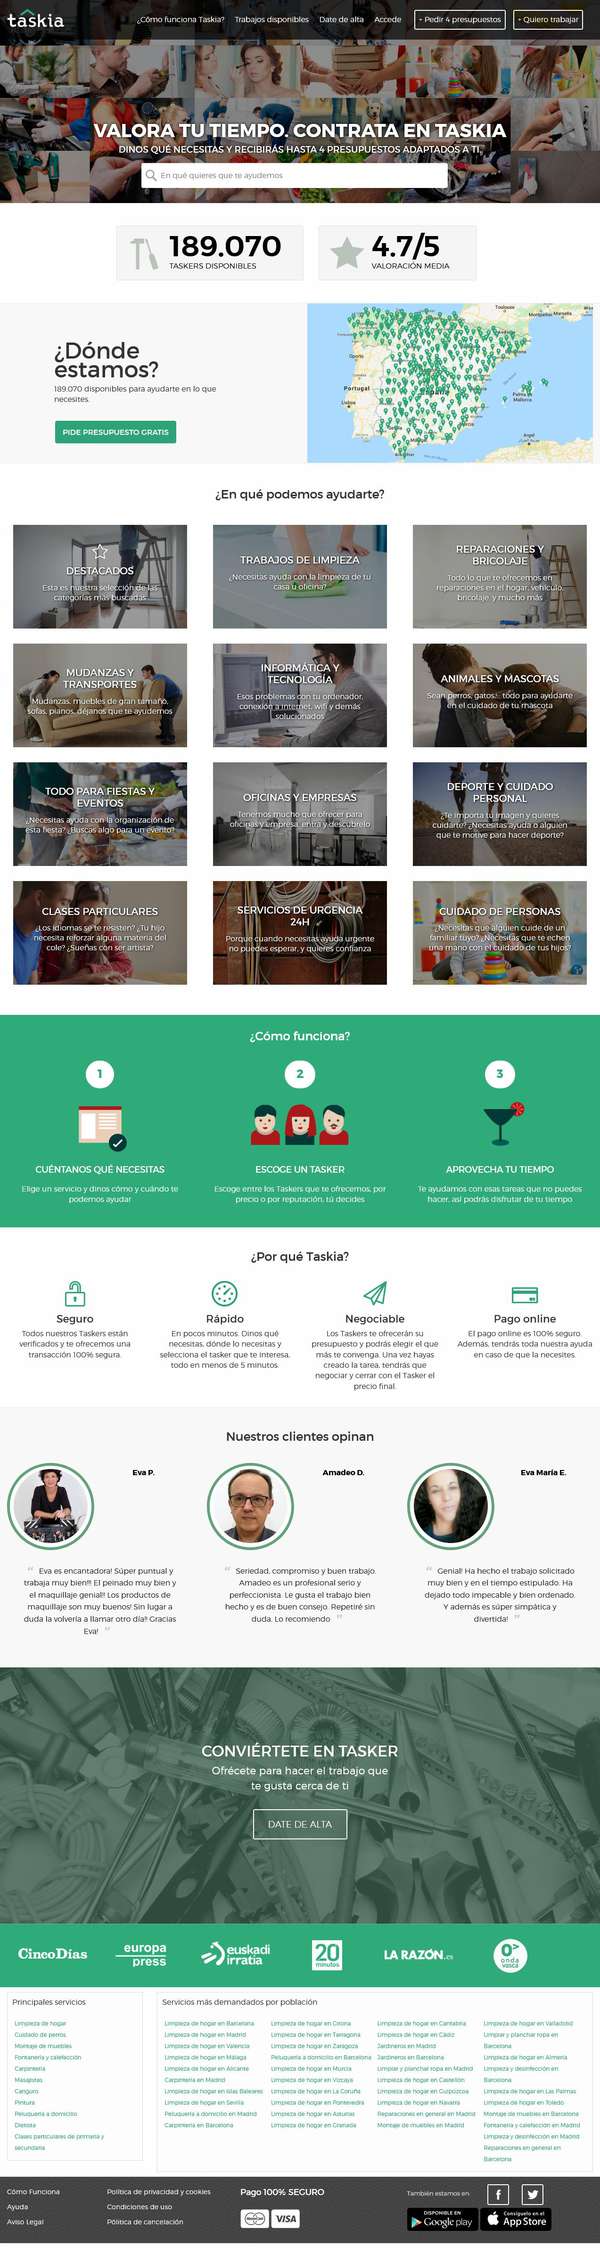 taskia
¿Cómo funciona Taskia?
Trabajos disponibles
Date de alta
Accede
+ Pedir 4 presupuestos
+ Quiero trabajar
VALORA TU TIEMPO. CONTRATA EN TASKIA
DINOS QUÉ NECESITAS Y RECIBIRÁS HASTA 4 PRESUPUESTOS ADAPTADOS A TI.
En qué quieres que te ayudemos
189.070
TASKERS DISPONIBLES
4.7/5
VALORACIÓN MEDIA
¿Dónde
estamos?
189.070 disponibles para ayudarte en lo que
necesites.
PIDE PRESUPUESTO GRATIS
Toulouse
Montpellier
Marsella
Oporto
Portugal
Lisboa
España
Palma de
Mallorca
Argel
¿En qué podemos ayudarte?
DESTACADOS
Esta es nuestra selección de las
categorías más buscadas
TRABAJOS DE LIMPIEZA
¿Necesitas ayuda con la limpieza de tu
casa u oficina?
REPARACIONES Y
BRICOLAJE
Todo lo que te ofrecemos en
reparaciones en el hogar, vehículo,
bricolaje, y mucho más
MUDANZAS Y
TRANSPORTES
Mudanzas, muebles de gran tamaño,
sofas, pianos, déjanos que te ayudemos
INFORMÁTICA Y
TECNOLOGÍA
Esos problemas con tu ordenador,
conexión a internet, wifi y demás
solucionados
ANIMALES Y MASCOTAS
Sean perros, gatos... todo para ayudarte
en el cuidado de tu mascota
TODO PARA FIESTAS Y
EVENTOS
¿Necesitas ayuda con la organización de
esta fiesta? ¿Buscas algo para un evento?
OFICINAS Y EMPRESAS
Tenemos mucho que ofrecer para
oficinas y empresa, entra y descúbrelo
DEPORTE Y CUIDADO
PERSONAL
¿Te importa tu imagen y quieres
cuidarte? ¿Necesitas ayuda o alguien
que te motive para hacer deporte?
CLASES PARTICULARES
¿Los idiomas se te resisten? ¿Tu hijo
necesita reforzar alguna materia del
cole? ¿Sueñas con ser artista?
SERVICIOS DE URGENCIA
24H
Porque cuando necesitas ayuda urgente
no puedes esperar, y quieres confianza
CUIDADO DE PERSONAS
¿Necesitas que alguien cuide de un
familiar tuyo? ¿Necesitas que te echen
una mano con el cuidado de tus hijos?
¿Cómo funciona?
1
2
3
CUÉNTANOS QUÉ NECESITAS
Elige un servicio y dinos cómo y cuándo te
podemos ayudar
ESCOGE UN TASKER
Escoge entre los Taskers que te ofrecemos, por
precio o por reputación, tú decides
APROVECHA TU TIEMPO
Te ayudamos con esas tareas que no puedes
hacer, así podrás disfrutar de tu tiempo
¿Por qué Taskia?
Seguro
Todos nuestros Taskers están
verificados y te ofrecemos una
transacción 100% segura.
Rápido
En pocos minutos. Dinos qué
necesitas, dónde lo necesitas y
selecciona el tasker que te interesa,
todo en menos de 5 minutos.
Negociable
Los Taskers te ofrecerán su
presupuesto y podrás elegir el que
más te convenga. Una vez hayas
creado la tarea, tendrás que
negociar y cerrar con el Tasker el
precio final.
Pago online
El pago online es 100% seguro.
Además, tendrás toda nuestra ayuda
en caso de que la necesites.
Nuestros clientes opinan
Eva P.
“ Eva es encantadora! Súper puntual y
trabaja muy bien!!! El peinado muy bien y
el maquillaje genial!! Los productos de
maquillaje son muy buenos! Sin lugar a
duda la volvería a llamar otro día!! Gracias
Eva! ”
Amadeo D.
“ Seriedad, compromiso y buen trabajo.
Amadeo es un profesional serio y
perfeccionista. Le gusta el trabajo bien
hecho y es de buen consejo. Repetiré sin
duda. Lo recomiendo ”
Eva María E.
“ Genial! Ha hecho el trabajo solicitado
muy bien y en el tiempo estipulado. Ha
dejado todo impecable y bien ordenado.
Y además es súper simpática y
divertida! ”
CONVIÉRTETE EN TASKER
Ofrécete para hacer el trabajo que
te gusta cerca de ti
DATE DE ALTA
CincoDías
europa
press
euskadi
irratia
20
minutos
LA RAZÓN.es
0>
onda
vasca
Principales servicios
Limpieza de hogar
Cuidado de perros
Montaje de muebles
Fontanería y calefacción
Carpintería
Masajistas
Canguro
Pintura
Peluquería a domicilio
Dietista
Clases particulares de primaria y
secundaria
Servicios más demandados por población
Limpieza de hogar en Barcelona
Limpieza de hogar en Madrid
Limpieza de hogar en Valencia
Limpieza de hogar en Málaga
Limpieza de hogar en Alicante
Carpintería en Madrid
Limpieza de hogar en Islas Baleares
Limpieza de hogar en Sevilla
Peluquería a domicilio en Madrid
Carpintería en Barcelona
Limpieza de hogar en Girona
Limpieza de hogar en Tarragona
Limpieza de hogar en Zaragoza
Peluquería a domicilio en Barcelona
Limpieza de hogar en Murcia
Limpieza de hogar en Vizcaya
Limpieza de hogar en La Coruña
Limpieza de hogar en Pontevedra
Limpieza de hogar en Asturias
Limpieza de hogar en Granada
Limpieza de hogar en Cantabria
Limpieza de hogar en Cádiz
Jardineros en Madrid
Jardineros en Barcelona
Limpiar y planchar ropa en Madrid
Limpieza de hogar en Castellón
Limpieza de hogar en Guipúzcoa
Limpieza de hogar en Navarra
Reparaciones en general en Madrid
Montaje de muebles en Madrid
Limpieza de hogar en Valladolid
Limpiar y planchar ropa en
Barcelona
Limpieza de hogar en Almería
Limpieza y desinfección en
Barcelona
Limpieza de hogar en Las Palmas
Limpieza de hogar en Toledo
Montaje de muebles en Barcelona
Fontanería y calefacción en Madrid
Limpieza y desinfección en Madrid
Reparaciones en general en
Barcelona
Cómo Funciona
Ayuda
Aviso Legal
Política de privacidad y cookies
Condiciones de uso
Política de cancelación
Pago 100% SEGURO
MasterCard
VISA
También estamos en
DISPONIBLE EN
Google play
Consíguelo en el
App Store